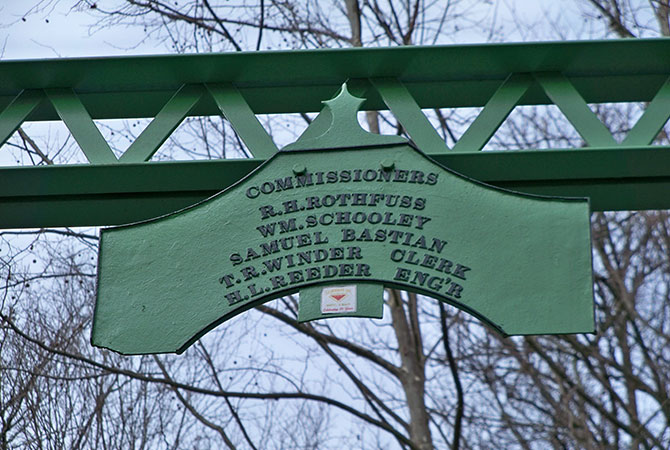 COMMISSIONERS
R.H.ROTHFUSS
WM.SCHOOLEY
SAMUEL BASTIAN
T.R.WINDER CLERK
H.L.REEDER ENG'R